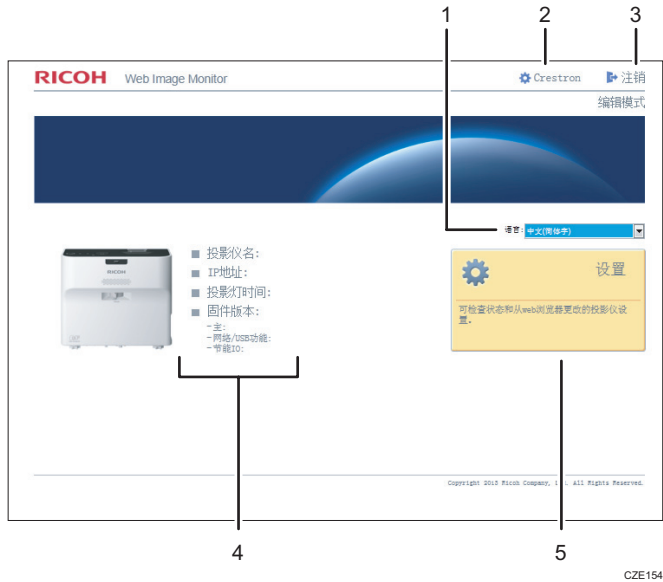 1 2 3
RICOH Web Image Monitor Crestron 注销
编辑模式
语言: 中文(简体字)
RICOH
投影仪名:
IP地址:
投影灯时间:
固件版本:
-主:
-网络/USB功能:
-节能IO:
设置
可检查状态和从web浏览器更改的投影仪设
置。
Copyright 2013 Ricoh Company, All Rights Reserved.
4 5
CZE154